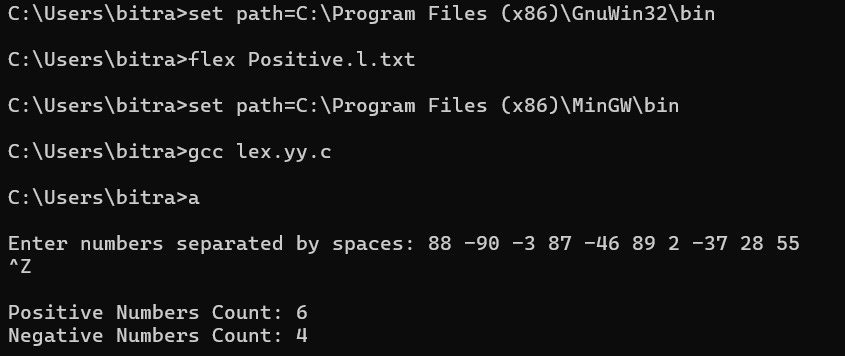 C:\Users\bitra>set path=C:\Program Files (x86)\GnuWin32\bin
C:\Users\bitra>flex Positive.l.txt
C:\Users\bitra>set path=C:\Program Files (x86)\MinGW\bin
C:\Users\bitra>gcc lex.yy.c
C:\Users\bitra>a
Enter numbers separated by spaces: 88 -90 -3 87 -46 89 2 -37 28 55
^Z
Positive Numbers Count: 6
Negative Numbers Count: 4